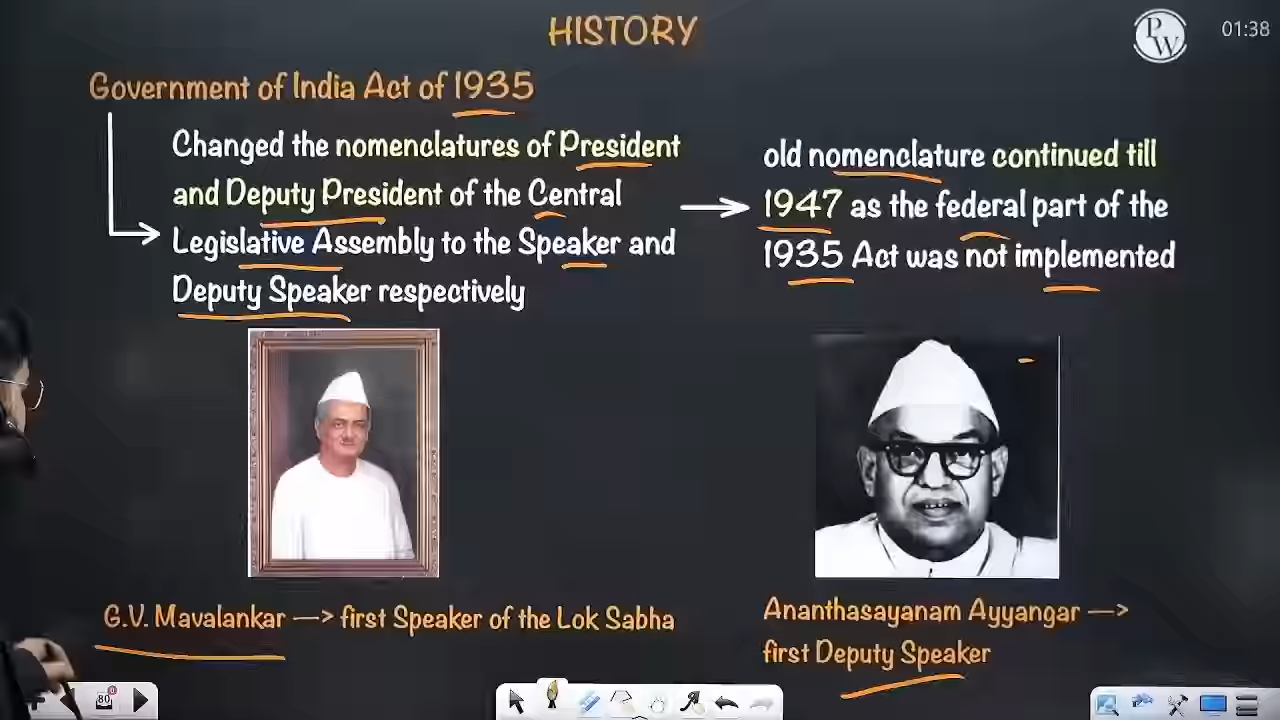 HISTORY
PW
01:38
Government of India Act of 1935
Changed the nomenclatures of President
and Deputy President of the Central
Legislative Assembly to the Speaker and
Deputy Speaker respectively
old nomenclature continued till
1947 as the federal part of the
1935 Act was not implemented
G.V. Mavalankar —> first Speaker of the Lok Sabha
Ananthasayanam Ayyangar —>
first Deputy Speaker
80
0